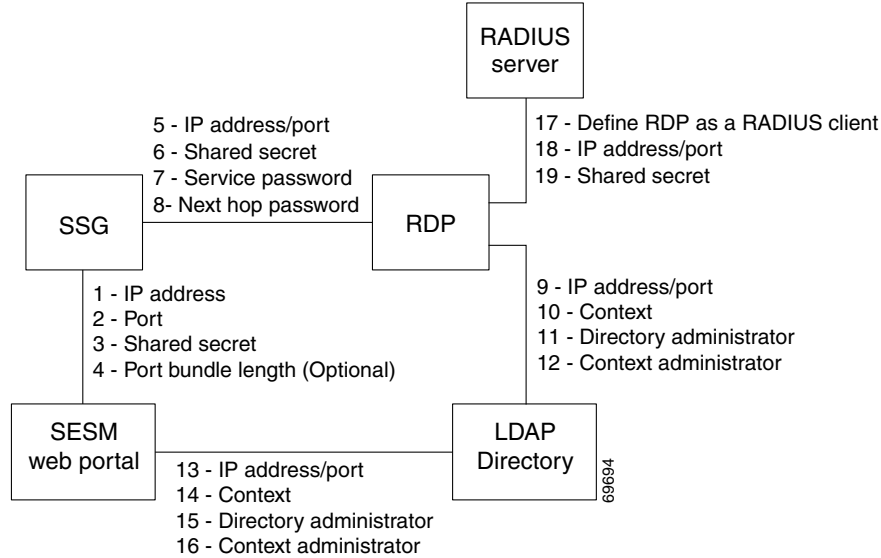 RADIUS
server
5 - IP address/port
6 - Shared secret
7 - Service password
8- Next hop password
17 - Define RDP as a RADIUS client
18 - IP address/port
19 - Shared secret
SSG
RDP
1 - IP address
2 - Port
3 - Shared secret
4 - Port bundle length (Optional)
9 - IP address/port
10 - Context
11 - Directory administrator
12 - Context administrator
SESM
web portal
LDAP
Directory
69694
13 - IP address/port
14 - Context
15 - Directory administrator
16 - Context administrator